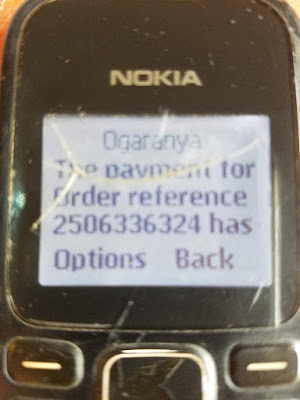 NOKIA
Ogaranya
The payment for
Order reference
2506336324 has
Options Back